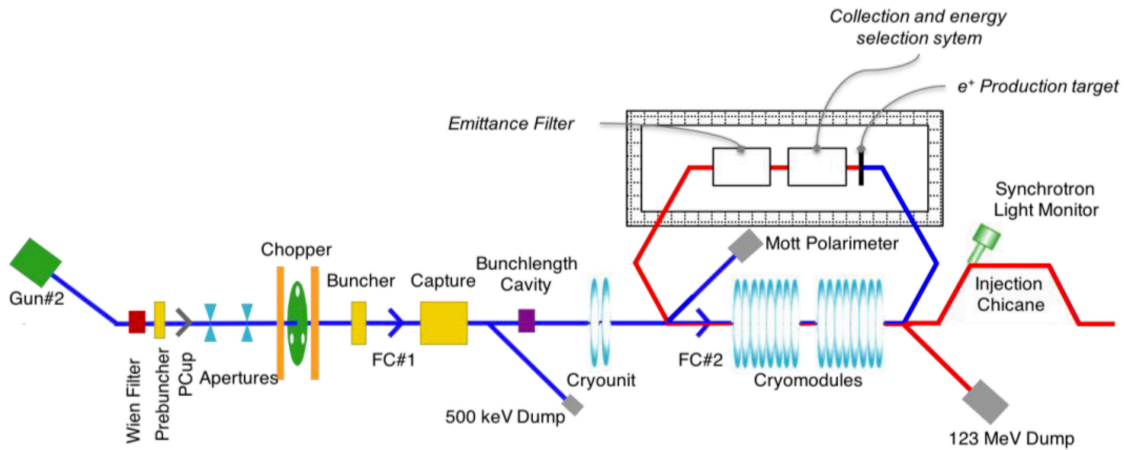 Collection and energy
selection sytem
e⁺ Production target
Emittance Filter
Synchrotron
Light Monitor
Mott Polarimeter
Chopper
Buncher
Capture
Bunchlength
Cavity
Injection
Chicane
Gun#2
Wien Filter
Prebuncher
PCup
Apertures
FC#1
500 keV Dump
Cryounit
FC#2
Cryomodules
123 MeV Dump